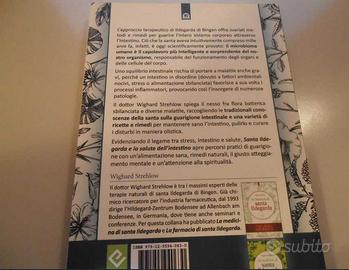 L'approccio terapeutico di Ildegarda di Bingen offre svariati me-
todi e rimedi per guarire l'intero sistema corporeo attraverso
l'intestino. Ciò che la santa aveva intuitivamente compreso mille
anni fa, infatti, è oggi scientificamente provato: il microbioma
umano è il capolavoro più intelligente e sorprendente del no-
stro organismo, responsabile del funzionamento degli organi e
delle cellule del corpo.
Uno squilibrio intestinale rischia di portare a malattie anche gra-
vi, perché un intestino in disordine (dovuto a fattori ambientali
nocivi, stress o alimentazione sbilanciata) favorisce a sua volta i
processi infiammatori, provocando così l'insorgere di numerose
patologie.
Il dottor Wighard Strehlow spiega il nesso fra flora batterica
sbilanciata e diverse malattie, raccogliendo le tradizionali cono-
scenze della santa sulla guarigione intestinale e una varietà di
ricette e rimedi per mantenere sano l'intestino, pulirlo e curare
i disturbi in maniera olistica.
Evidenziando il legame tra stress, intestino e salute, Santa Ilde-
garda e la salute dell'intestino apre percorsi pratici di guarigio-
ne con un'alimentazione sana, rimedi naturali, il giusto atteggia-
mento mentale e un'attenzione alla spiritualità.
Wighard Strehlow
Il dottor Wighard Strehlow è tra i massimi esperti delle
terapie naturali di santa Ildegarda di Bingen. Già chi-
mico ricercatore per l'industria farmaceutica, dal 1993
dirige l'Hildegard-Zentrum Bodensee ad Allensbach am
Bodensee, in Germania, dove tiene anche seminari e
conferenze. Per questa collana ha pubblicato La medici-
na di santa Ildegarda e La farmacia di santa Ildegarda.
santa ildegarda
santa
subito